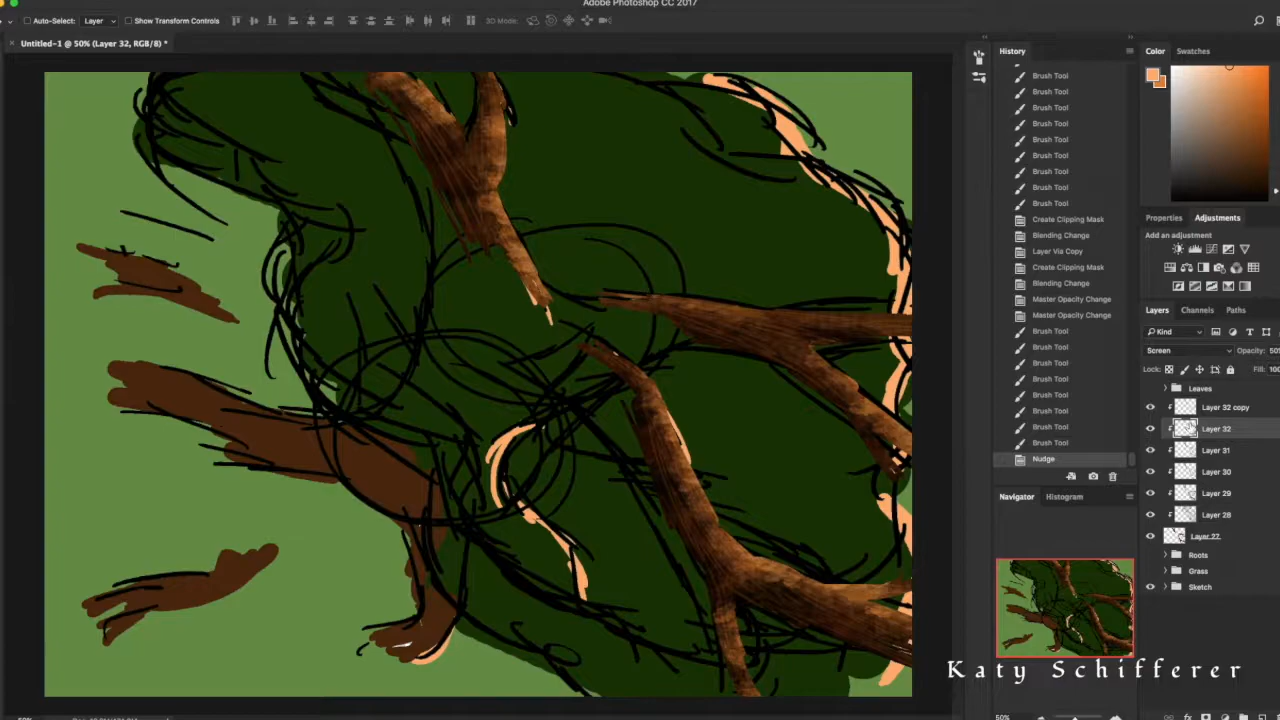 Adobe Photoshop CC 2017
Auto-Select: Layer Show Transform Controls 3D Mode:
Untitled-1 @ 50% (Layer 32, RGB/8) *
History
Brush Tool
Brush Tool
Brush Tool
Brush Tool
Brush Tool
Brush Tool
Brush Tool
Brush Tool
Brush Tool
Create Clipping Mask
Blending Change
Layer Via Copy
Create Clipping Mask
Blending Change
Master Opacity Change
Master Opacity Change
Brush Tool
Brush Tool
Brush Tool
Brush Tool
Brush Tool
Brush Tool
Brush Tool
Brush Tool
Nudge
Navigator Histogram
50%
Color Swatches
Properties Adjustments
Add an adjustment
Layers Channels Paths
Kind
Screen Opacity: 50%
Lock: Fill: 100
Leaves
Layer 32 copy
Layer 32
Layer 31
Layer 30
Layer 29
Layer 28
Layer 27
Roots
Grass
Sketch
Katy Schifferer